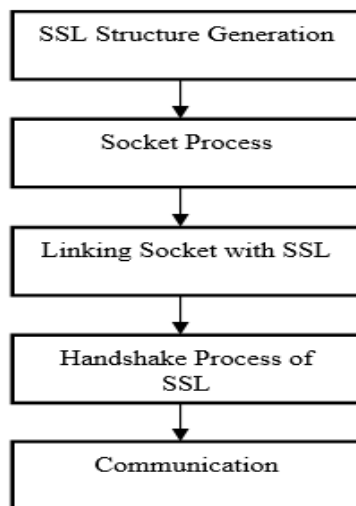 SSL Structure Generation
Socket Process
Linking Socket with SSL
Handshake Process of
SSL
Communication